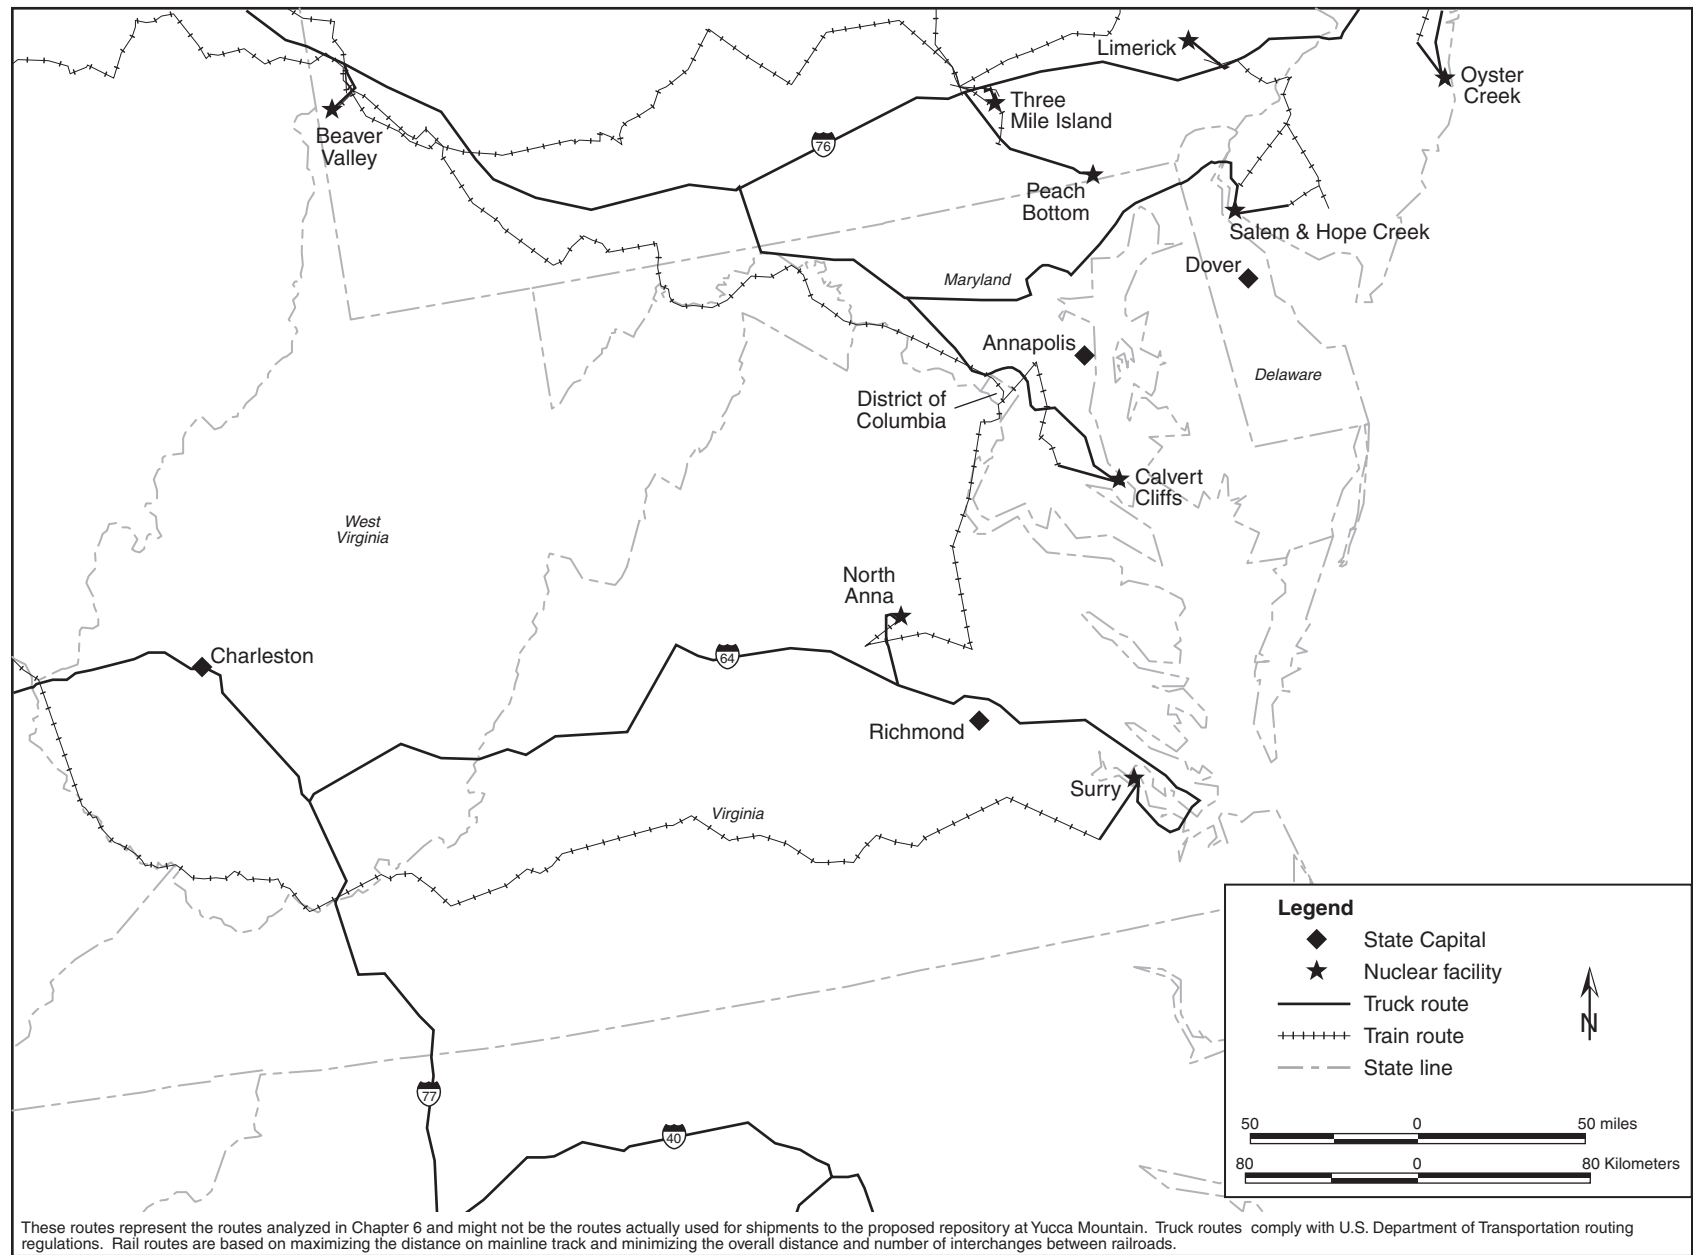 Limerick
Oyster
Creek
Three
Mile Island
Beaver
Valley
76
Peach
Bottom
Salem & Hope Creek
Dover
Maryland
Annapolis
Delaware
District of
Columbia
Calvert
Cliffs
West
Virginia
North
Anna
Charleston
64
Richmond
Surry
Virginia
77
40
Legend
State Capital
Nuclear facility
Truck route
Train route
State line
N
50 0 50 miles
80 0 80 Kilometers
These routes represent the routes analyzed in Chapter 6 and might not be the routes actually used for shipments to the proposed repository at Yucca Mountain. Truck routes comply with U.S. Department of Transportation routing
regulations. Rail routes are based on maximizing the distance on mainline track and minimizing the overall distance and number of interchanges between railroads.